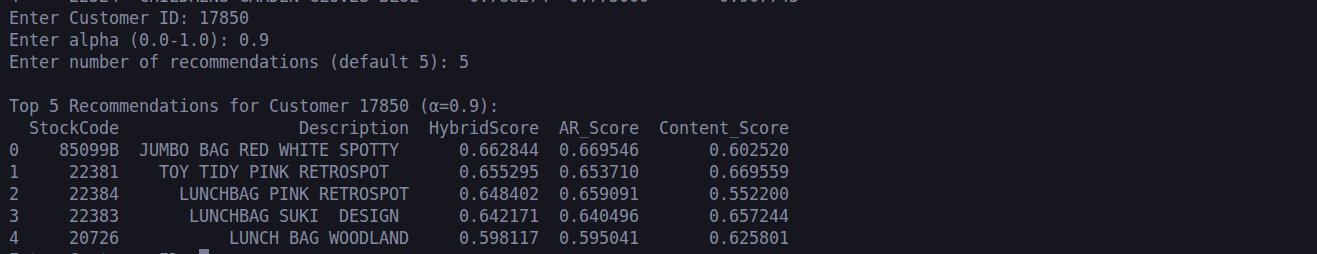 Enter Customer ID: 17850
Enter alpha (0.0-1.0): 0.9
Enter number of recommendations (default 5): 5
Top 5 Recommendations for Customer 17850 (α=0.9):
StockCode Description HybridScore AR_Score Content_Score
0 85099B JUMBO BAG RED WHITE SPOTTY 0.662844 0.669546 0.602520
1 22381 TOY TIDY PINK RETROSPOT 0.655295 0.653710 0.669559
2 22384 LUNCHBAG PINK RETROSPOT 0.648402 0.659091 0.552200
3 22383 LUNCHBAG SUKI  DESIGN 0.642171 0.640496 0.657244
4 20726 LUNCH BAG WOODLAND 0.598117 0.595041 0.625801